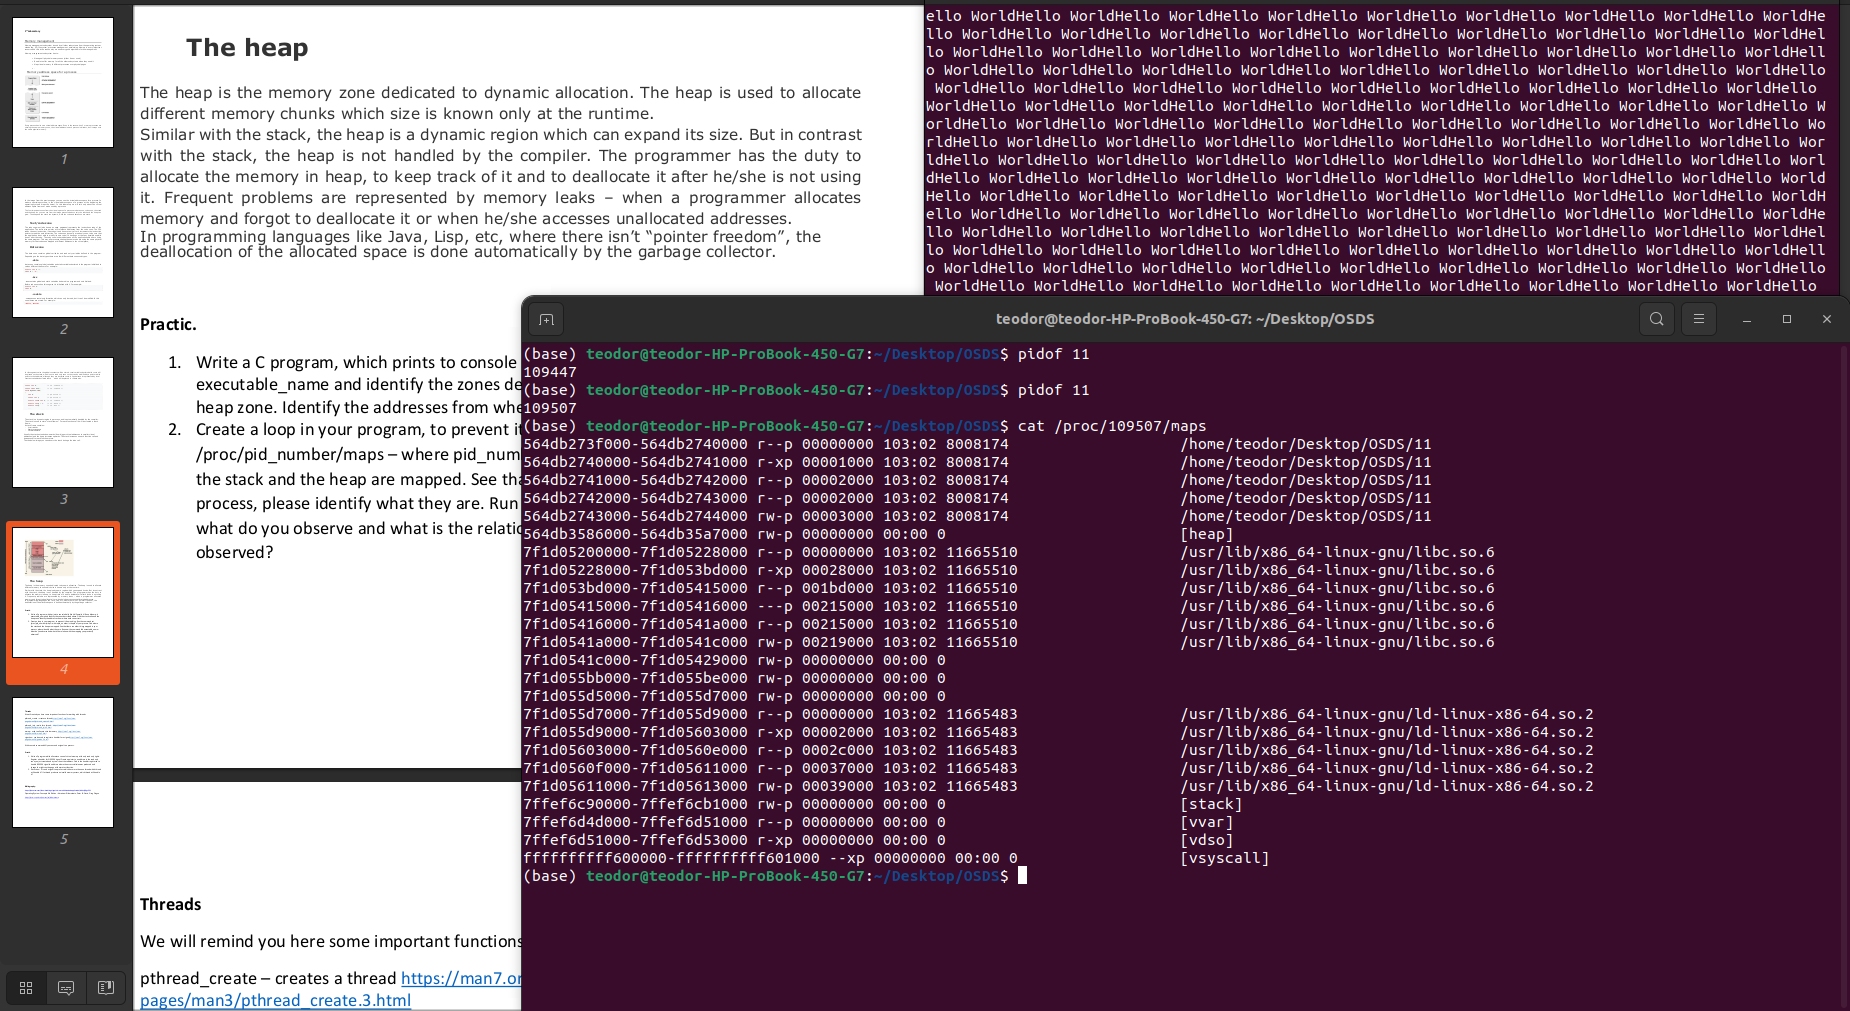 The heap
The heap is the memory zone dedicated to dynamic allocation. The heap is used to allocate
different memory chunks which size is known only at the runtime.
Similar with the stack, the heap is a dynamic region which can expand its size. But in contrast
with the stack, the heap is not handled by the compiler. The programmer has the duty to
allocate the memory in heap, to keep track of it and to deallocate it after he/she is not using
it. Frequent problems are represented by memory leaks – when a programmer allocates
memory and forgot to deallocate it or when he/she accesses unallocated addresses.
In programming languages like Java, Lisp, etc, where there isn’t “pointer freedom”, the
deallocation of the allocated space is done automatically by the garbage collector.
Practic.
1. Write a C program, which prints to console
executable_name and identify the zones de
heap zone. Identify the addresses from whe
2. Create a loop in your program, to prevent i
/proc/pid_number/maps – where pid_num
the stack and the heap are mapped. See tha
process, please identify what they are. Run
what do you observe and what is the relatio
observed?
Threads
We will remind you here some important functions
pthread_create – creates a thread https://man7.or
pages/man3/pthread_create.3.html
1
2
3
4
5
ello WorldHello WorldHello WorldHello WorldHello WorldHello WorldHello WorldHello WorldHello WorldHe
llo WorldHello WorldHello WorldHello WorldHello WorldHello WorldHello WorldHello WorldHello WorldHel
lo WorldHello WorldHello WorldHello WorldHello WorldHello WorldHello WorldHello WorldHello WorldHell
o WorldHello WorldHello WorldHello WorldHello WorldHello WorldHello WorldHello WorldHello WorldHello
WorldHello WorldHello WorldHello WorldHello WorldHello WorldHello WorldHello WorldHello WorldHello
WorldHello WorldHello WorldHello WorldHello WorldHello WorldHello WorldHello WorldHello WorldHello W
orldHello WorldHello WorldHello WorldHello WorldHello WorldHello WorldHello WorldHello WorldHello Wo
rldHello WorldHello WorldHello WorldHello WorldHello WorldHello WorldHello WorldHello WorldHello Wor
ldHello WorldHello WorldHello WorldHello WorldHello WorldHello WorldHello WorldHello WorldHello Worl
dHello WorldHello WorldHello WorldHello WorldHello WorldHello WorldHello WorldHello WorldHello World
Hello WorldHello WorldHello WorldHello WorldHello WorldHello WorldHello WorldHello WorldHello WorldH
ello WorldHello WorldHello WorldHello WorldHello WorldHello WorldHello WorldHello WorldHello WorldHe
llo WorldHello WorldHello WorldHello WorldHello WorldHello WorldHello WorldHello WorldHello WorldHel
lo WorldHello WorldHello WorldHello WorldHello WorldHello WorldHello WorldHello WorldHello WorldHell
o WorldHello WorldHello WorldHello WorldHello WorldHello WorldHello WorldHello WorldHello WorldHello
WorldHello WorldHello WorldHello WorldHello WorldHello WorldHello WorldHello WorldHello WorldHello
teodor@teodor-HP-ProBook-450-G7: ~/Desktop/OSDS
(base) teodor@teodor-HP-ProBook-450-G7:~/Desktop/OSDS$ pidof 11
109447
(base) teodor@teodor-HP-ProBook-450-G7:~/Desktop/OSDS$ pidof 11
109507
(base) teodor@teodor-HP-ProBook-450-G7:~/Desktop/OSDS$ cat /proc/109507/maps
564db273f000-564db2740000 r--p 00000000 103:02 8008174 /home/teodor/Desktop/OSDS/11
564db2740000-564db2741000 r-xp 00001000 103:02 8008174 /home/teodor/Desktop/OSDS/11
564db2741000-564db2742000 r--p 00002000 103:02 8008174 /home/teodor/Desktop/OSDS/11
564db2742000-564db2743000 r--p 00002000 103:02 8008174 /home/teodor/Desktop/OSDS/11
564db2743000-564db2744000 rw-p 00003000 103:02 8008174 /home/teodor/Desktop/OSDS/11
564db3586000-564db35a7000 rw-p 00000000 00:00 0 [heap]
7f1d05200000-7f1d05228000 r--p 00000000 103:02 11665510 /usr/lib/x86_64-linux-gnu/libc.so.6
7f1d05228000-7f1d053bd000 r-xp 00028000 103:02 11665510 /usr/lib/x86_64-linux-gnu/libc.so.6
7f1d053bd000-7f1d05415000 r--p 001bd000 103:02 11665510 /usr/lib/x86_64-linux-gnu/libc.so.6
7f1d05415000-7f1d05416000 ---p 00215000 103:02 11665510 /usr/lib/x86_64-linux-gnu/libc.so.6
7f1d05416000-7f1d0541a000 r--p 00215000 103:02 11665510 /usr/lib/x86_64-linux-gnu/libc.so.6
7f1d0541a000-7f1d0541c000 rw-p 00219000 103:02 11665510 /usr/lib/x86_64-linux-gnu/libc.so.6
7f1d0541c000-7f1d05429000 rw-p 00000000 00:00 0
7f1d055bb000-7f1d055be000 rw-p 00000000 00:00 0
7f1d055d5000-7f1d055d7000 rw-p 00000000 00:00 0
7f1d055d7000-7f1d055d9000 r--p 00000000 103:02 11665483 /usr/lib/x86_64-linux-gnu/ld-linux-x86-64.so.2
7f1d055d9000-7f1d05603000 r-xp 00002000 103:02 11665483 /usr/lib/x86_64-linux-gnu/ld-linux-x86-64.so.2
7f1d05603000-7f1d0560e000 r--p 0002c000 103:02 11665483 /usr/lib/x86_64-linux-gnu/ld-linux-x86-64.so.2
7f1d0560f000-7f1d05611000 r--p 00037000 103:02 11665483 /usr/lib/x86_64-linux-gnu/ld-linux-x86-64.so.2
7f1d05611000-7f1d05613000 rw-p 00039000 103:02 11665483 /usr/lib/x86_64-linux-gnu/ld-linux-x86-64.so.2
7ffef6c90000-7ffef6cb1000 rw-p 00000000 00:00 0 [stack]
7ffef6d4d000-7ffef6d51000 r--p 00000000 00:00 0 [vvar]
7ffef6d51000-7ffef6d53000 r-xp 00000000 00:00 0 [vdso]
ffffffffff600000-ffffffffff601000 --xp 00000000 00:00 0 [vsyscall]
(base) teodor@teodor-HP-ProBook-450-G7:~/Desktop/OSDS$